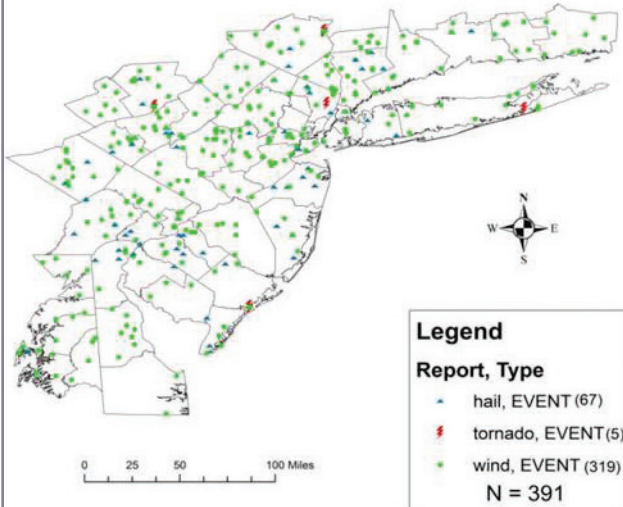 N
W E
S
Legend
Report, Type
hail, EVENT (67)
tornado, EVENT (5)
wind, EVENT (319)
N = 391
0 25 50 100 Miles